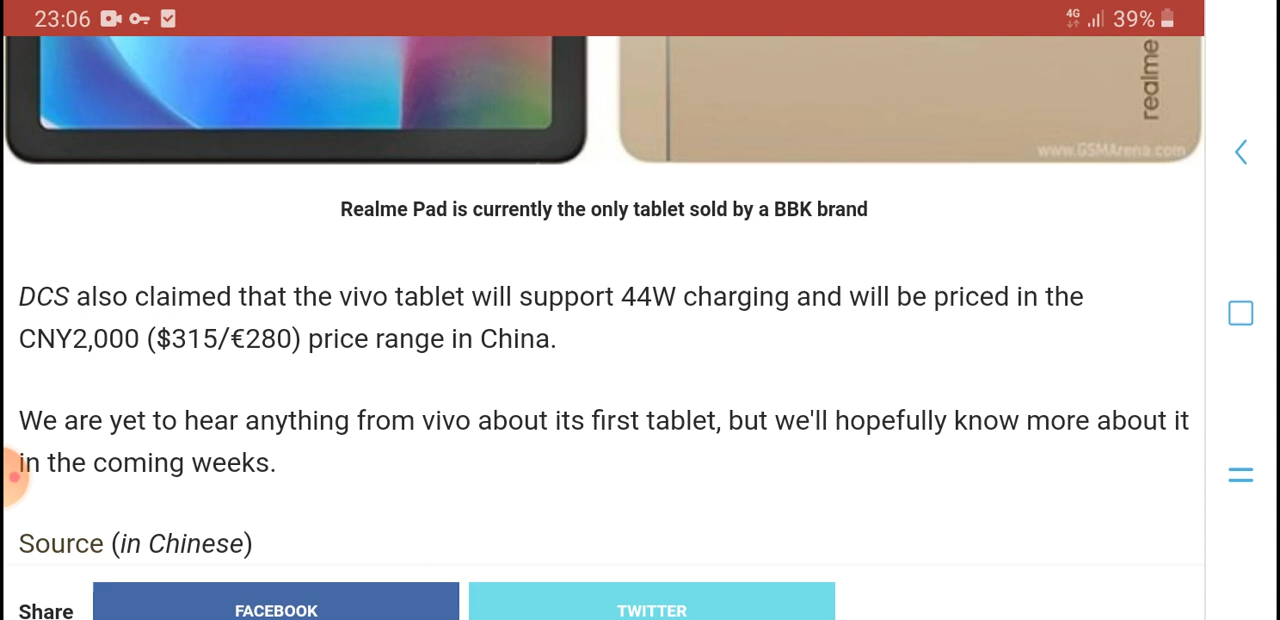 23:06
4G
39%
realme
www.GSMArena.com
Realme Pad is currently the only tablet sold by a BBK brand
DCS also claimed that the vivo tablet will support 44W charging and will be priced in the
CNY2,000 ($315/€280) price range in China.
We are yet to hear anything from vivo about its first tablet, but we'll hopefully know more about it
in the coming weeks.
Source (in Chinese)
Share
FACEBOOK
TWITTER